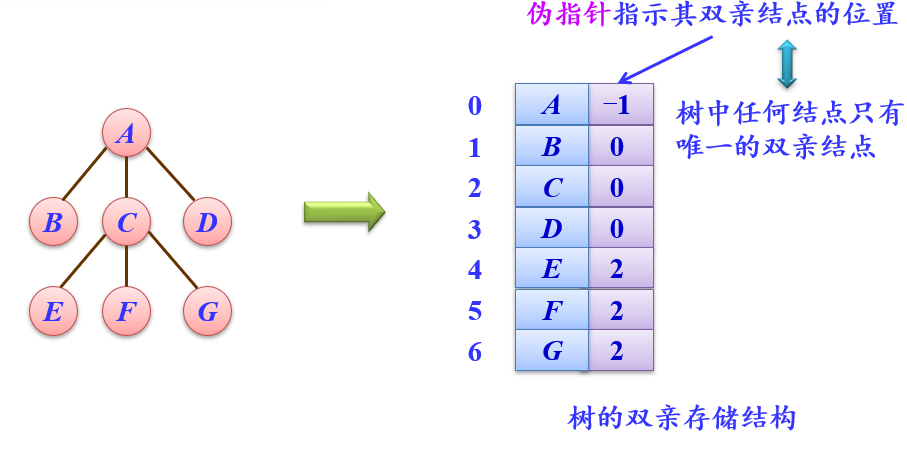 伪指针指示其双亲结点的位置
树中任何结点只有
唯一的双亲结点
A
B C D
E F G
0 A −1
1 B 0
2 C 0
3 D 0
4 E 2
5 F 2
6 G 2
树的双亲存储结构